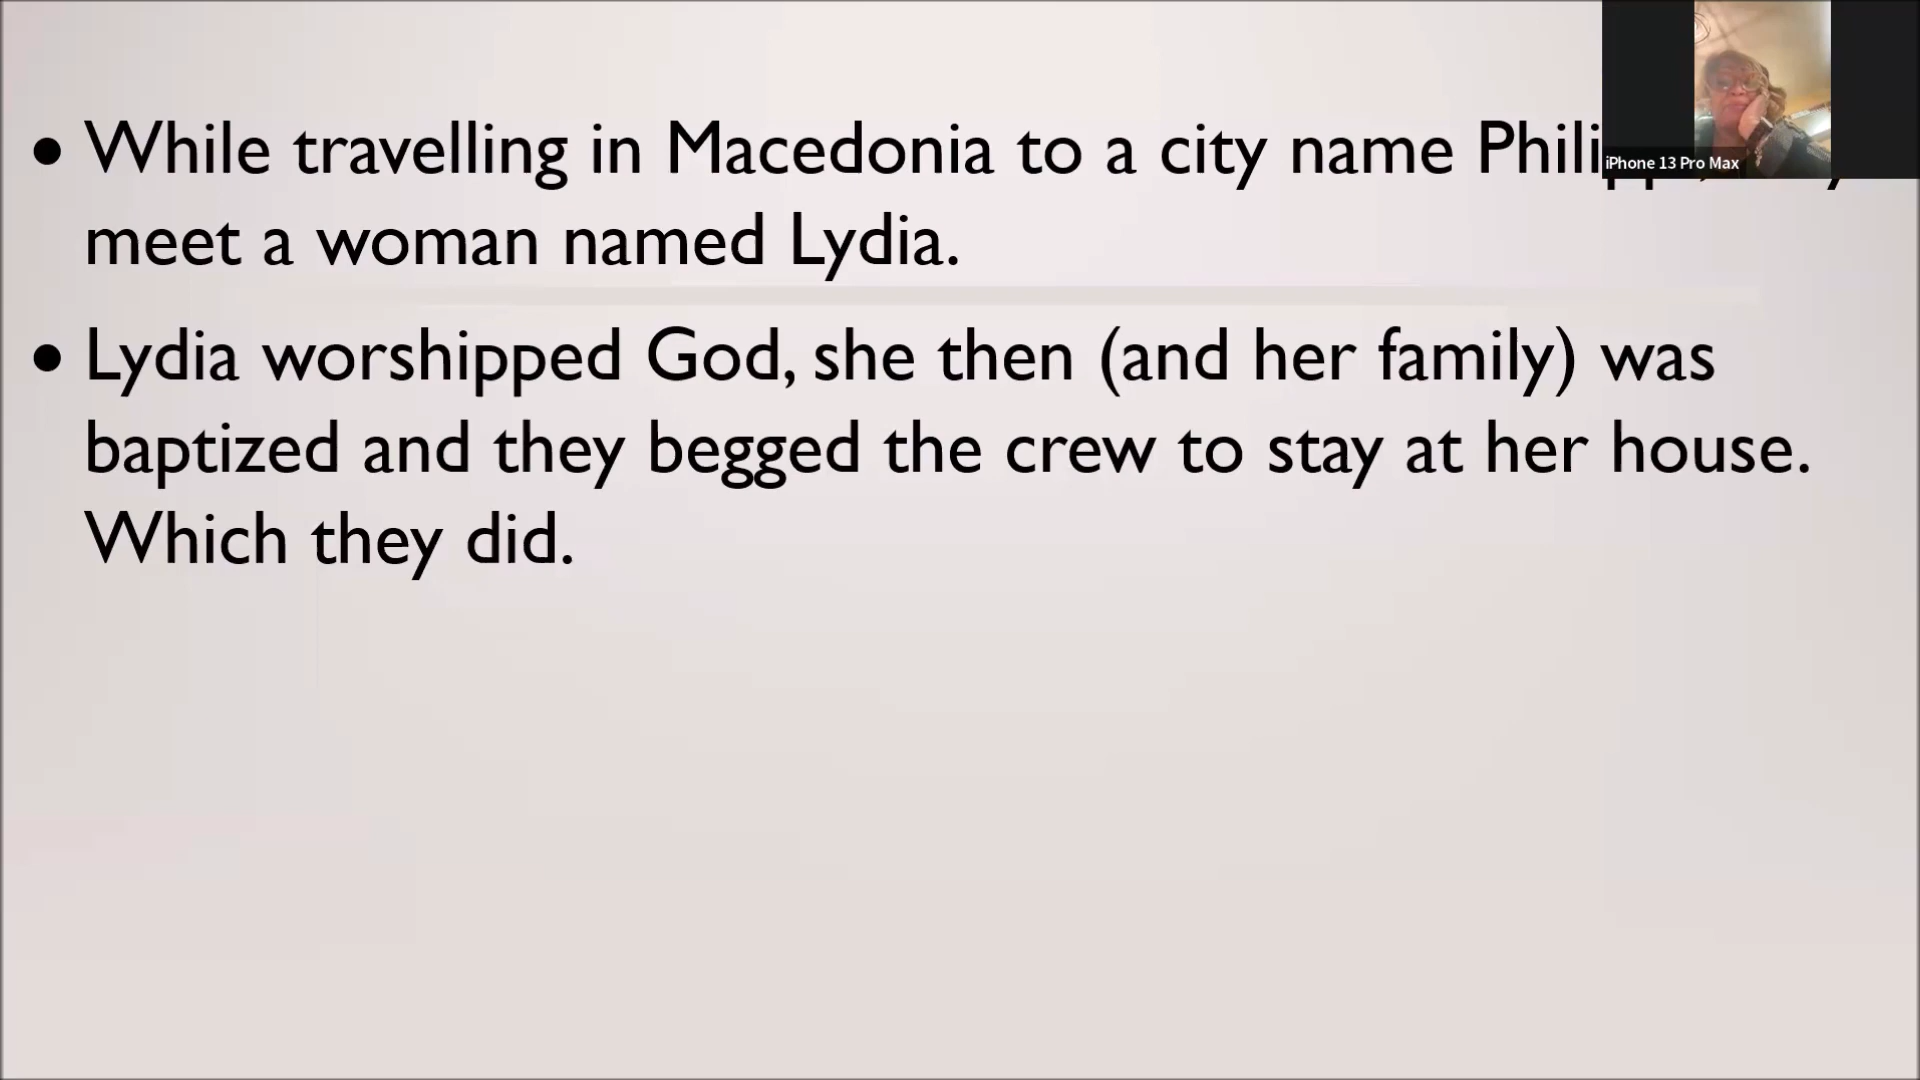 • While travelling in Macedonia to a city name
meet a woman named Lydia.
• Lydia worshipped God, she then (and her family) was
baptized and they begged the crew to stay at her house.
Which they did.
iPhone 13 Pro Max